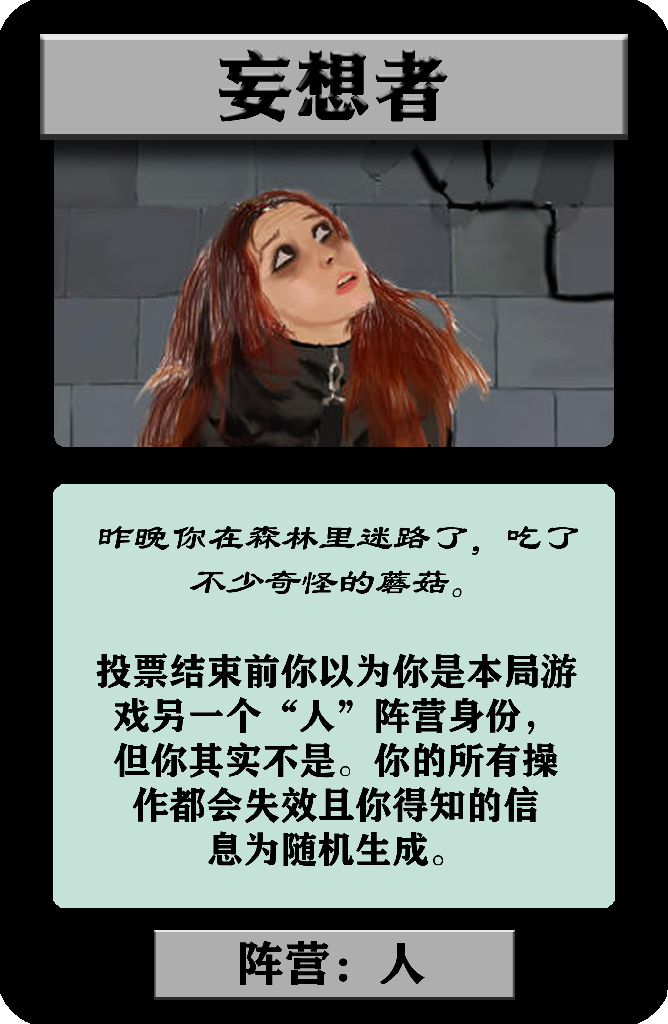 妄想者
昨晚你在森林里迷路了，吃了
不少奇怪的蘑菇。
投票结束前你以为你是本局游
戏另一个“人”阵营身份，
但你其实不是。你的所有操
作都会失效且你得知的信
息为随机生成。
阵营：人